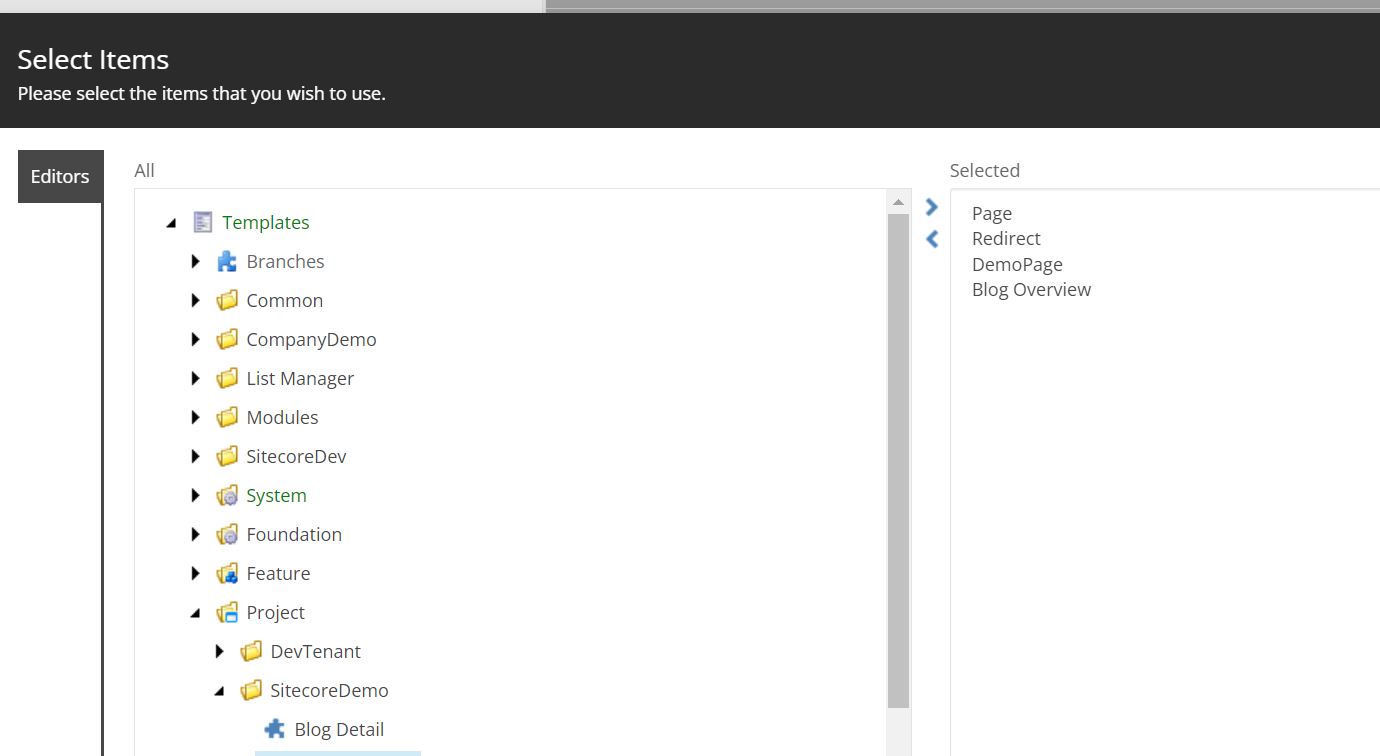 Select Items
Please select the items that you wish to use.
Editors
All
Templates
Branches
Common
CompanyDemo
List Manager
Modules
SitecoreDev
System
Foundation
Feature
Project
DevTenant
SitecoreDemo
Blog Detail
Selected
Page
Redirect
DemoPage
Blog Overview